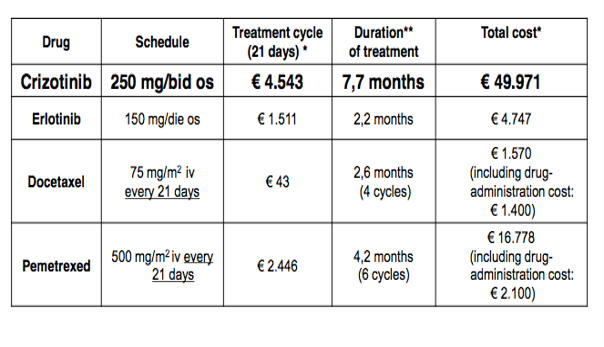 Drug Schedule Treatment cycle (21 days) * Duration** of treatment Total cost*
Crizotinib 250 mg/bid os € 4.543 7,7 months € 49.971
Erlotinib 150 mg/die os € 1.511 2,2 months € 4.747
Docetaxel 75 mg/m² iv every 21 days € 43 2,6 months (4 cycles) € 1.570 (including drug-administration cost: € 1.400)
Pemetrexed 500 mg/m² iv every 21 days € 2.446 4,2 months (6 cycles) € 16.778 (including drug-administration cost: € 2.100)